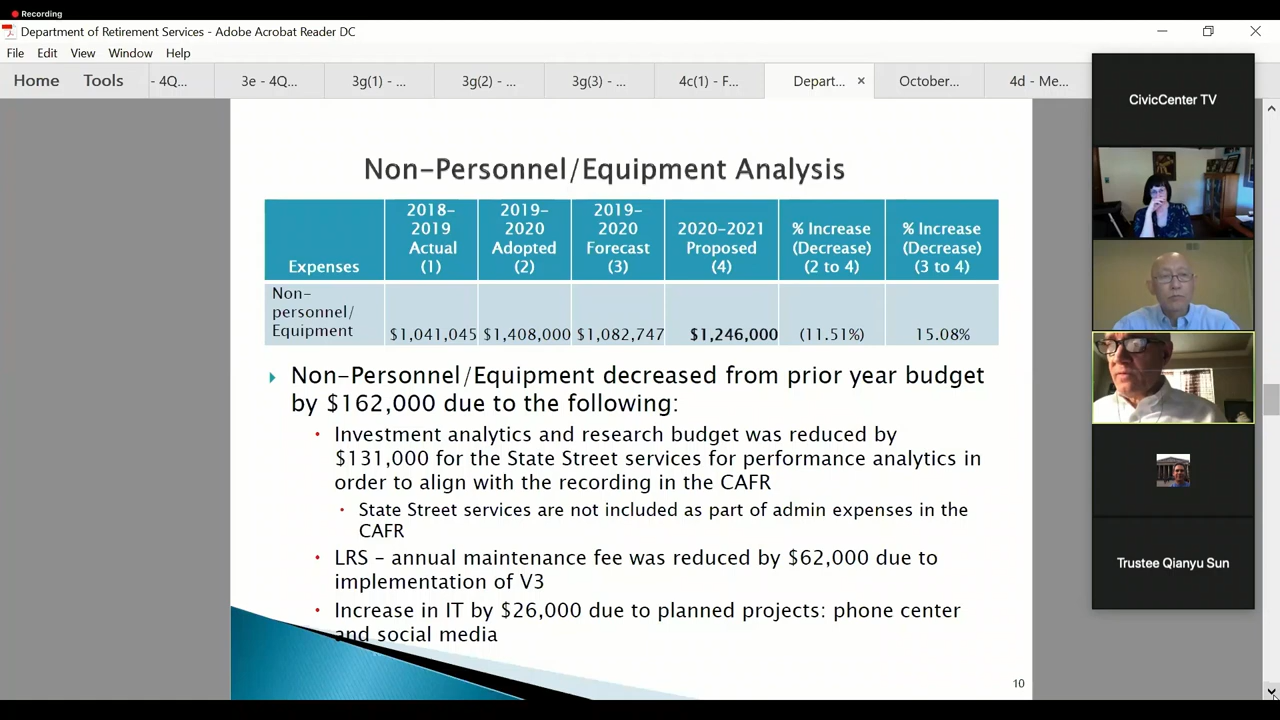 Recording
Department of Retirement Services - Adobe Acrobat Reader DC
File Edit View Window Help
Home Tools - 4Q... 3e - 4Q... 3g(1) - ... 3g(2) - ... 3g(3) - ... 4c(1) - F... Depart... × October... 4d - Me...
CivicCenter TV
Non-Personnel/Equipment Analysis
Expenses
2018-
2019
Actual
(1)
2019-
2020
Adopted
(2)
2019-
2020
Forecast
(3)
2020-2021
Proposed
(4)
% Increase
(Decrease)
(2 to 4)
% Increase
(Decrease)
(3 to 4)
Non-
personnel/
Equipment
$1,041,045 $1,408,000 $1,082,747 $1,246,000 (11.51%) 15.08%
Non-Personnel/Equipment decreased from prior year budget
by $162,000 due to the following:
• Investment analytics and research budget was reduced by
$131,000 for the State Street services for performance analytics in
order to align with the recording in the CAFR
• State Street services are not included as part of admin expenses in the
CAFR
• LRS – annual maintenance fee was reduced by $62,000 due to
implementation of V3
• Increase in IT by $26,000 due to planned projects: phone center
and social media
10
Trustee Qianyu Sun